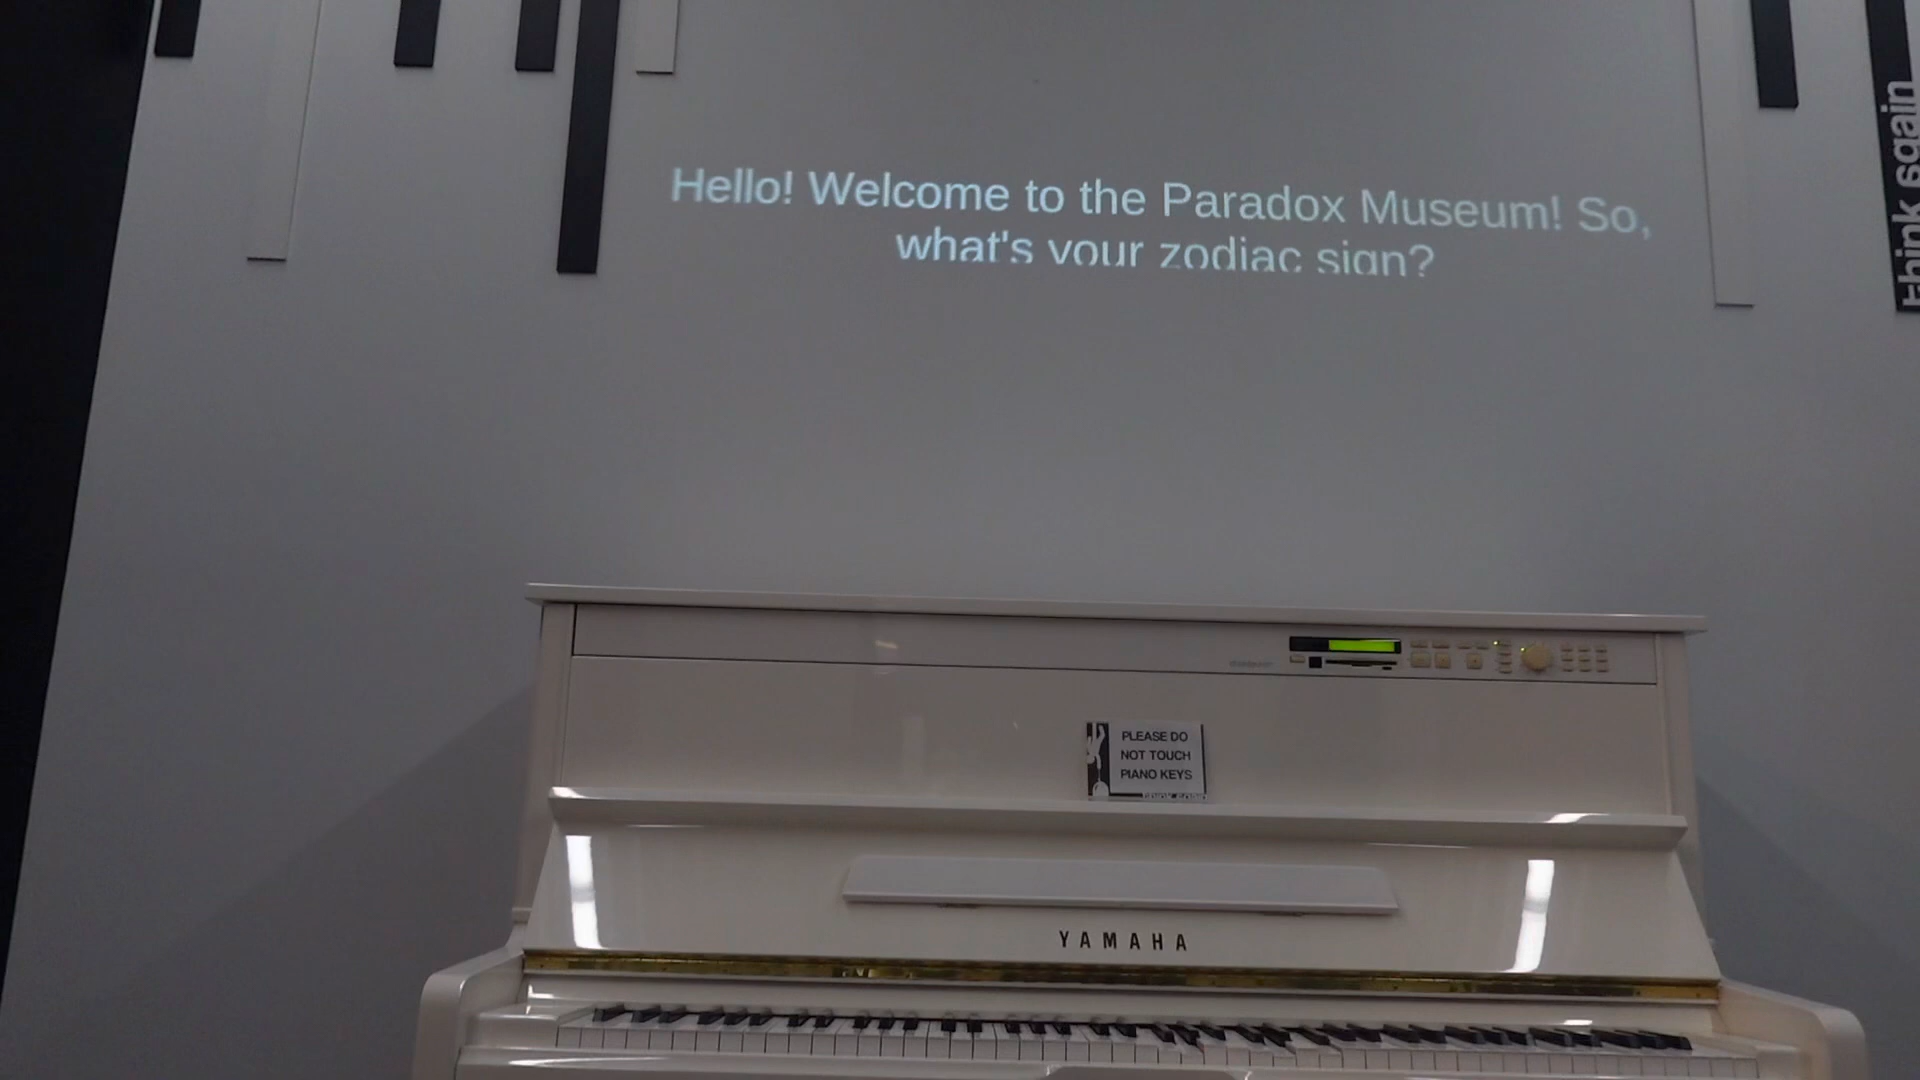 Hello! Welcome to the Paradox Museum! So,
what's your zodiac sign?
think again
PLEASE DO
NOT TOUCH
PIANO KEYS
YAMAHA